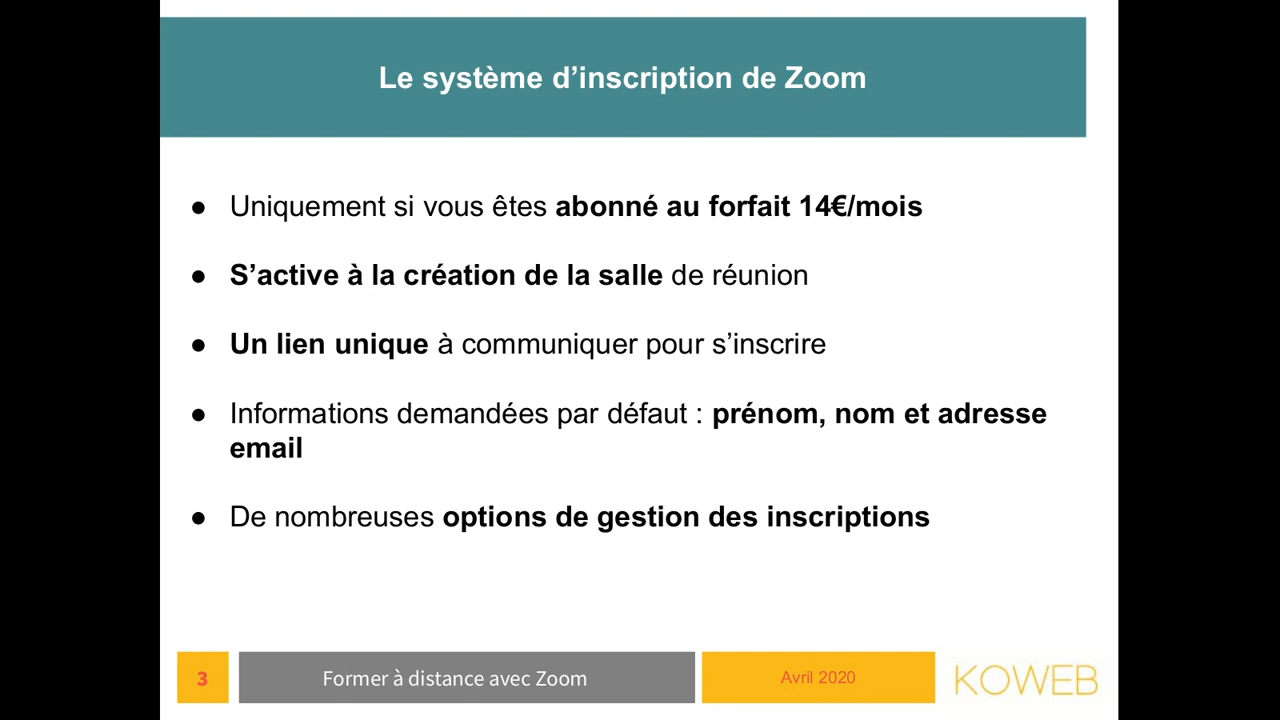 Le système d’inscription de Zoom
● Uniquement si vous êtes abonné au forfait 14€/mois
● S’active à la création de la salle de réunion
● Un lien unique à communiquer pour s’inscrire
● Informations demandées par défaut : prénom, nom et adresse
email
● De nombreuses options de gestion des inscriptions
3 Former à distance avec Zoom Avril 2020 KOWEB